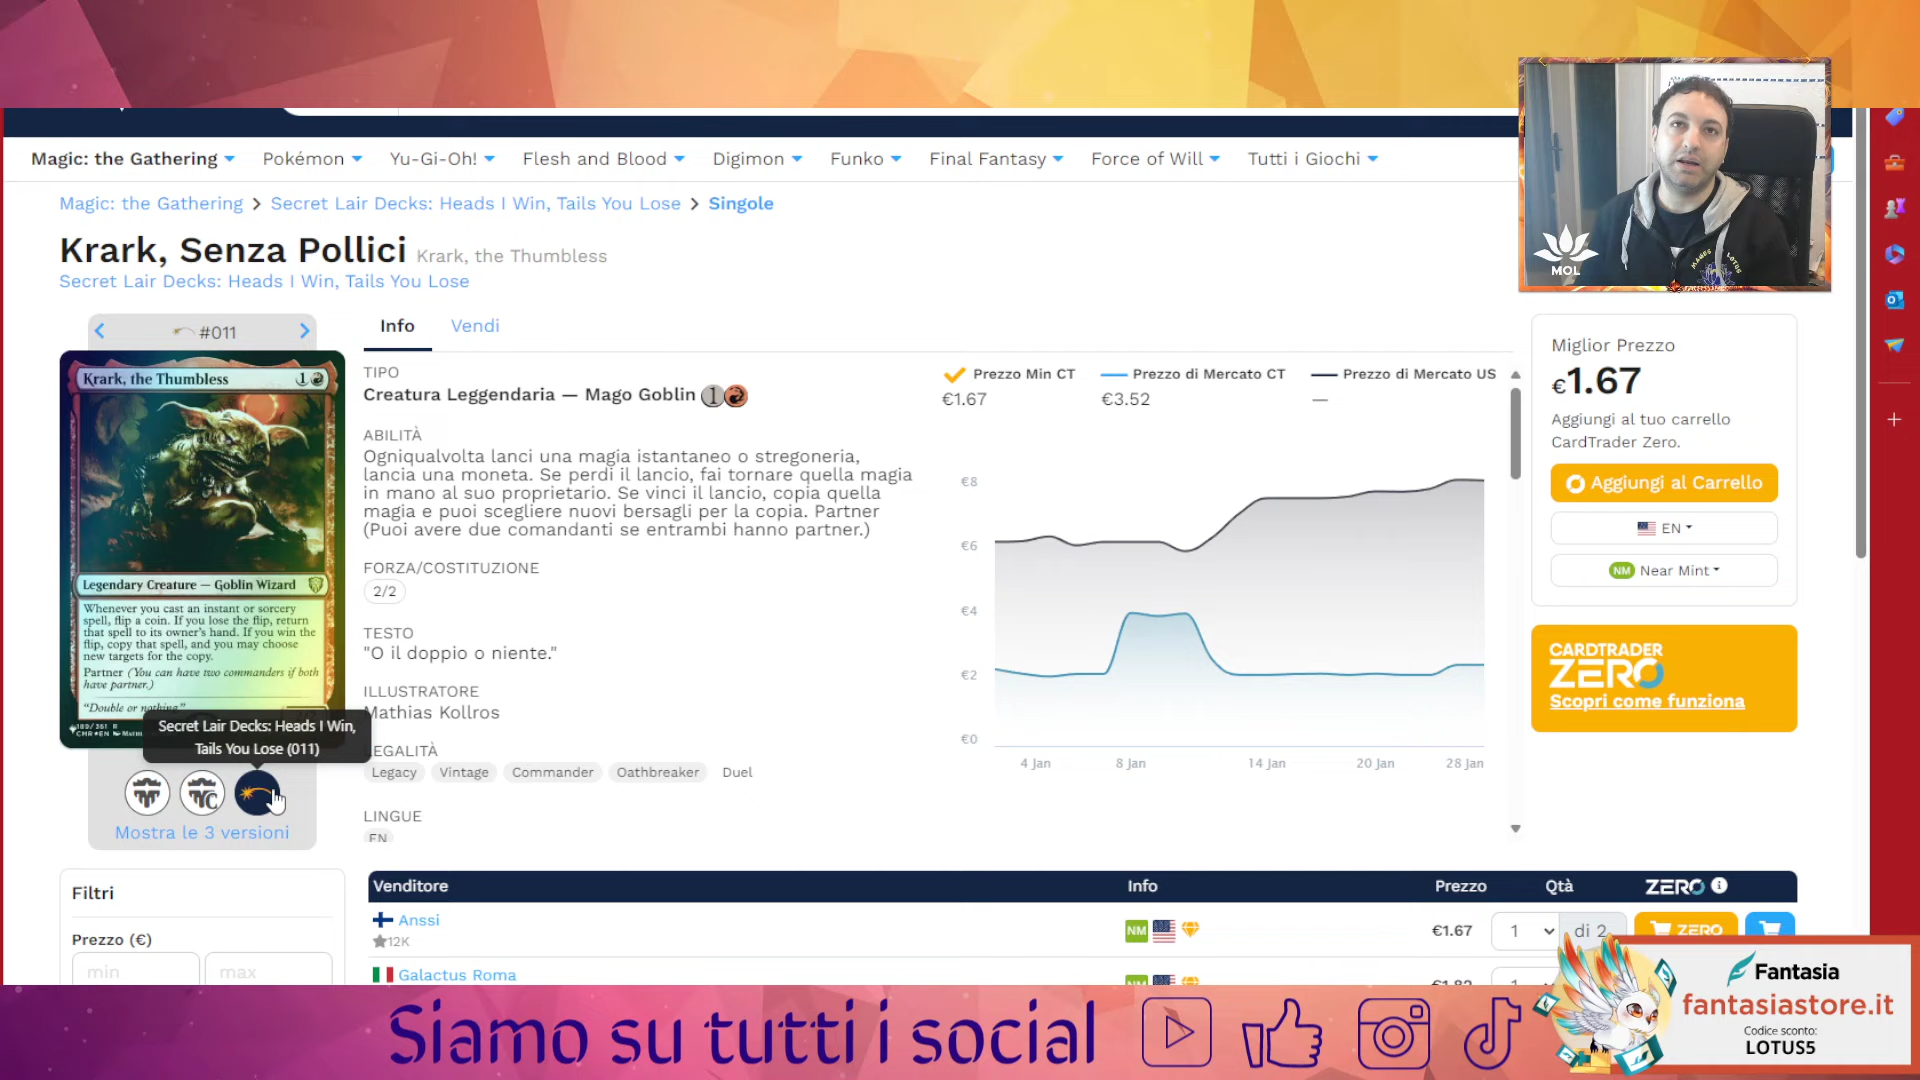 Magic: the Gathering
Pokémon
Yu-Gi-Oh!
Flesh and Blood
Digimon
Funko
Final Fantasy
Force of Will
Tutti i Giochi
Magic: the Gathering > Secret Lair Decks: Heads I Win, Tails You Lose > Singole
Krark, Senza Pollici Krark, the Thumbless
Secret Lair Decks: Heads I Win, Tails You Lose
MOL
#011
Krark, the Thumbless
1
Legendary Creature — Goblin Wizard
Whenever you cast an instant or sorcery
spell, flip a coin. If you lose the flip, return
that spell to its owner's hand. If you win the
flip, copy that spell, and you may choose
new targets for the copy.
Partner (You can have two commanders if both
have partner.)
"Double or nothing."
Secret Lair Decks: Heads I Win,
Tails You Lose (011)
Mostra le 3 versioni
Info
Vendi
TIPO
Creatura Leggendaria — Mago Goblin
1
ABILITÀ
Ogniqualvolta lanci una magia istantaneo o stregoneria,
lancia una moneta. Se perdi il lancio, fai tornare quella magia
in mano al suo proprietario. Se vinci il lancio, copia quella
magia e puoi scegliere nuovi bersagli per la copia. Partner
(Puoi avere due comandanti se entrambi hanno partner.)
FORZA/COSTITUZIONE
2/2
TESTO
"O il doppio o niente."
ILLUSTRATORE
Mathias Kollros
LEGALITÀ
Legacy
Vintage
Commander
Oathbreaker
Duel
LINGUE
EN
Prezzo Min CT
€1.67
Prezzo di Mercato CT
€3.52
Prezzo di Mercato US
—
€8
€6
€4
€2
€0
4 Jan
8 Jan
14 Jan
20 Jan
28 Jan
Miglior Prezzo
€1.67
Aggiungi al tuo carrello
CardTrader Zero.
Aggiungi al Carrello
EN
NM Near Mint
CARDTRADER
ZERO
Scopri come funziona
Filtri
Prezzo (€)
min
max
Venditore
Info
Prezzo
Qtà
ZERO
Anssi
12K
NM
€1.67
1
di 2
ZERO
Galactus Roma
Siamo su tutti i social
Fantasia
fantasiastore.it
Codice sconto:
LOTUS5